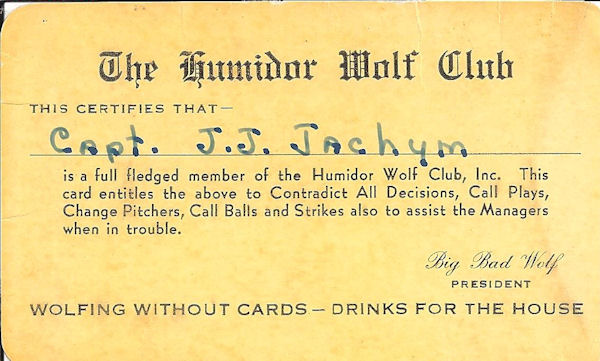 The Humidor Wolf Club
THIS CERTIFIES THAT—
Capt. J.J. Jachym
is a full fledged member of the Humidor Wolf Club, Inc. This
card entitles the above to Contradict All Decisions, Call Plays,
Change Pitchers, Call Balls and Strikes also to assist the Managers
when in trouble.
Big Bad Wolf
PRESIDENT
WOLFING WITHOUT CARDS — DRINKS FOR THE HOUSE